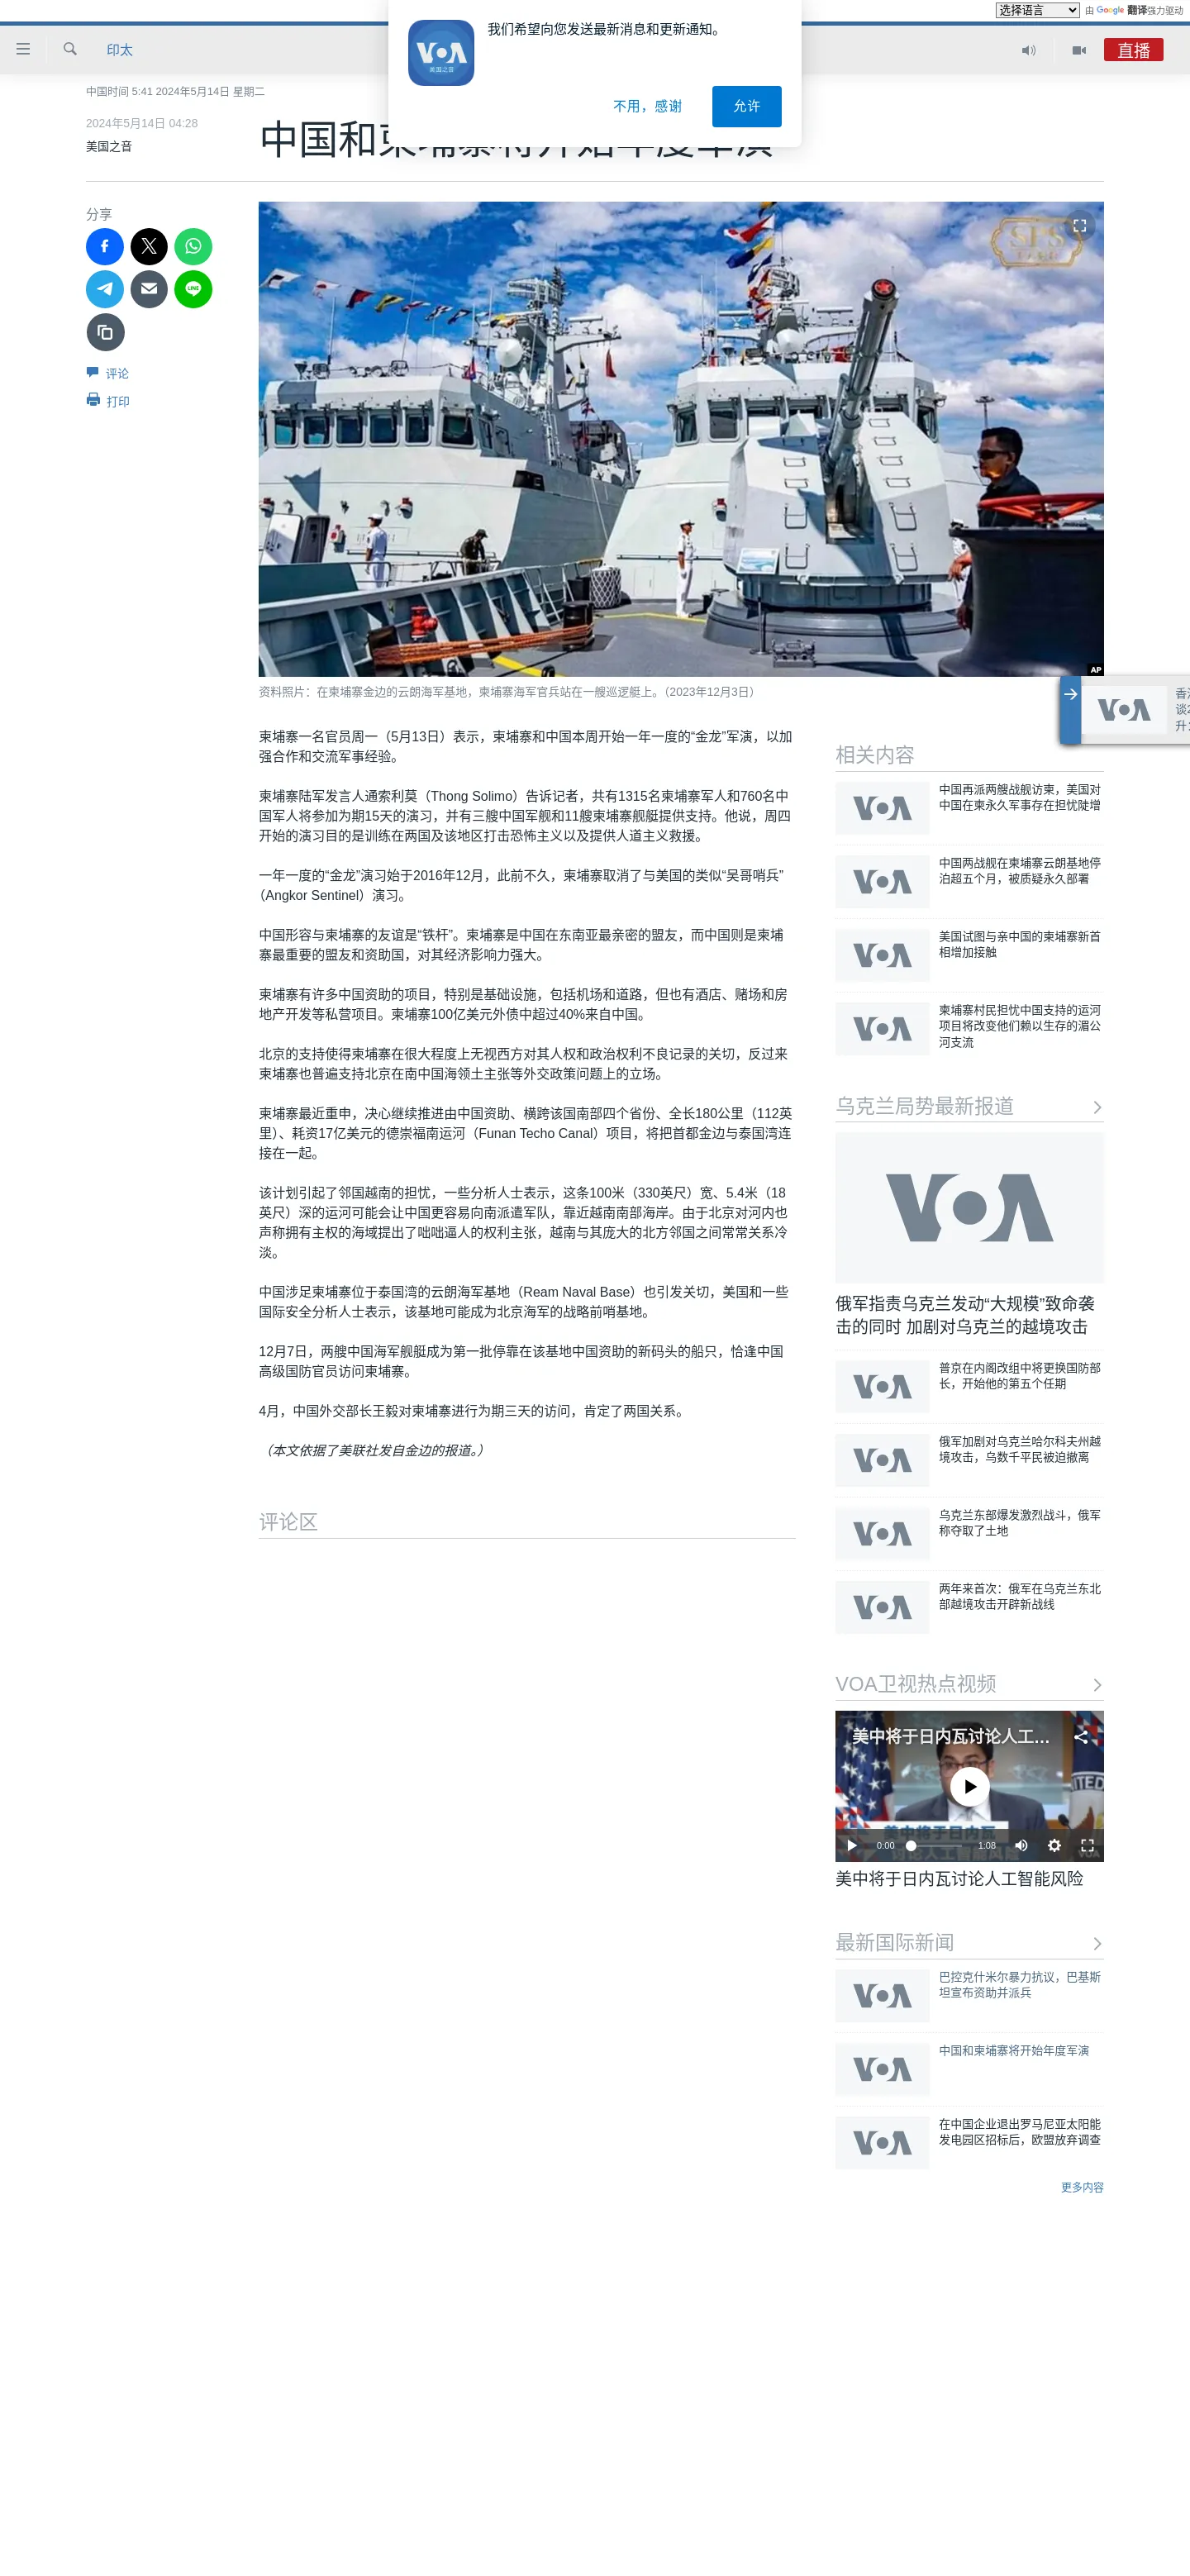 选择语言
由 Google 翻译强力驱动
我们希望向您发送最新消息和更新通知。
VOA
美国之音
不用，感谢
允许
印太
直播
中国时间 5:41 2024年5月14日 星期二
2024年5月14日 04:28
美国之音
中国和柬埔寨将开始年度军演
分享
LINE
评论
打印
SPS
AP
资料照片：在柬埔寨金边的云朗海军基地，柬埔寨海军官兵站在一艘巡逻艇上。（2023年12月3日）
柬埔寨一名官员周一（5月13日）表示，柬埔寨和中国本周开始一年一度的“金龙”军演，以加
强合作和交流军事经验。
柬埔寨陆军发言人通索利莫（Thong Solimo）告诉记者，共有1315名柬埔寨军人和760名中
国军人将参加为期15天的演习，并有三艘中国军舰和11艘柬埔寨舰艇提供支持。他说，周四
开始的演习目的是训练在两国及该地区打击恐怖主义以及提供人道主义救援。
一年一度的“金龙”演习始于2016年12月，此前不久，柬埔寨取消了与美国的类似“吴哥哨兵”
（Angkor Sentinel）演习。
中国形容与柬埔寨的友谊是“铁杆”。柬埔寨是中国在东南亚最亲密的盟友，而中国则是柬埔
寨最重要的盟友和资助国，对其经济影响力强大。
柬埔寨有许多中国资助的项目，特别是基础设施，包括机场和道路，但也有酒店、赌场和房
地产开发等私营项目。柬埔寨100亿美元外债中超过40%来自中国。
北京的支持使得柬埔寨在很大程度上无视西方对其人权和政治权利不良记录的关切，反过来
柬埔寨也普遍支持北京在南中国海领土主张等外交政策问题上的立场。
柬埔寨最近重申，决心继续推进由中国资助、横跨该国南部四个省份、全长180公里（112英
里）、耗资17亿美元的德崇福南运河（Funan Techo Canal）项目，将把首都金边与泰国湾连
接在一起。
该计划引起了邻国越南的担忧，一些分析人士表示，这条100米（330英尺）宽、5.4米（18
英尺）深的运河可能会让中国更容易向南派遣军队，靠近越南南部海岸。由于北京对河内也
声称拥有主权的海域提出了咄咄逼人的权利主张，越南与其庞大的北方邻国之间常常关系冷
淡。
中国涉足柬埔寨位于泰国湾的云朗海军基地（Ream Naval Base）也引发关切，美国和一些
国际安全分析人士表示，该基地可能成为北京海军的战略前哨基地。
12月7日，两艘中国海军舰艇成为第一批停靠在该基地中国资助的新码头的船只，恰逢中国
高级国防官员访问柬埔寨。
4月，中国外交部长王毅对柬埔寨进行为期三天的访问，肯定了两国关系。
（本文依据了美联社发自金边的报道。）
评论区
VOA
香
谈2
升
相关内容
VOA
中国再派两艘战舰访柬，美国对
中国在柬永久军事存在担忧陡增
VOA
中国两战舰在柬埔寨云朗基地停
泊超五个月，被质疑永久部署
VOA
美国试图与亲中国的柬埔寨新首
相增加接触
VOA
柬埔寨村民担忧中国支持的运河
项目将改变他们赖以生存的湄公
河支流
乌克兰局势最新报道
VOA
俄军指责乌克兰发动“大规模”致命袭
击的同时 加剧对乌克兰的越境攻击
VOA
普京在内阁改组中将更换国防部
长，开始他的第五个任期
VOA
俄军加剧对乌克兰哈尔科夫州越
境攻击，乌数千平民被迫撤离
VOA
乌克兰东部爆发激烈战斗，俄军
称夺取了土地
VOA
两年来首次：俄军在乌克兰东北
部越境攻击开辟新战线
VOA卫视热点视频
美中将于日内瓦讨论人工...
美中将于日内瓦
讨论人工智能风险
0:00
1:08
VOA
美中将于日内瓦讨论人工智能风险
最新国际新闻
VOA
巴控克什米尔暴力抗议，巴基斯
坦宣布资助并派兵
VOA
中国和柬埔寨将开始年度军演
VOA
在中国企业退出罗马尼亚太阳能
发电园区招标后，欧盟放弃调查
更多内容